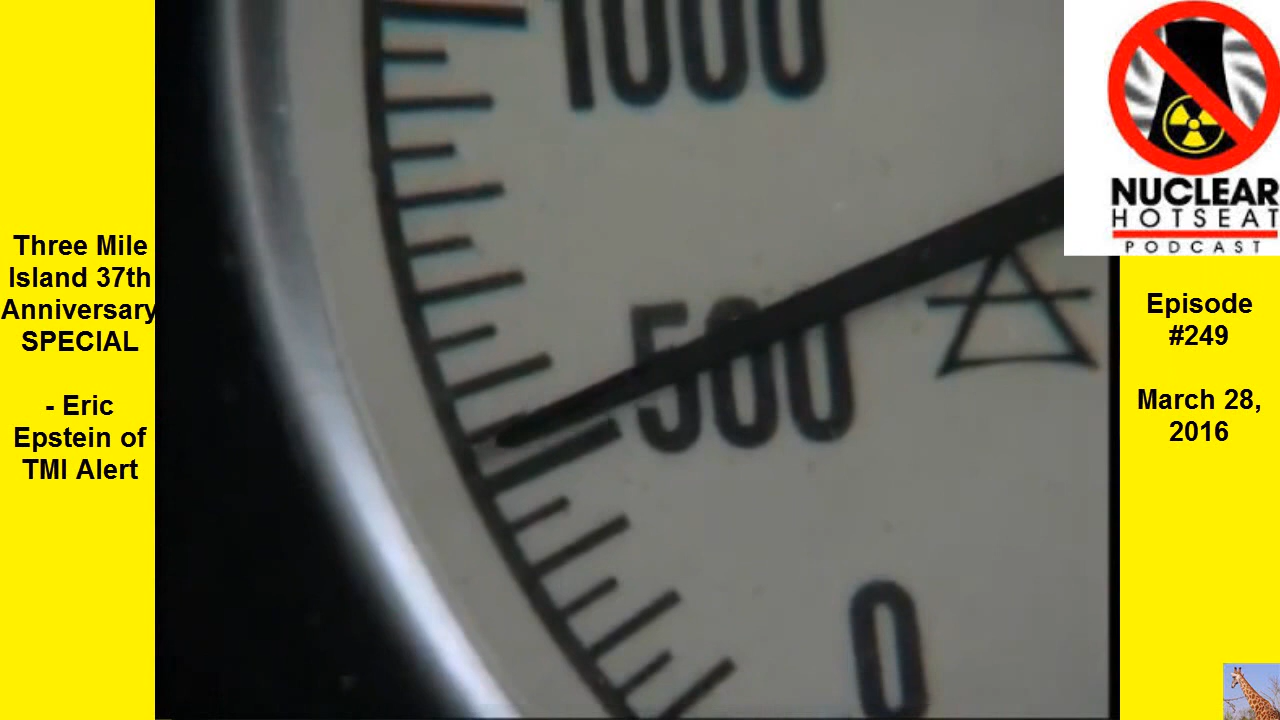 Three Mile
Island 37th
Anniversary
SPECIAL
- Eric
Epstein of
TMI Alert
1000
500
0
NUCLEAR
HOTSEAT
PODCAST
Episode
#249
March 28,
2016